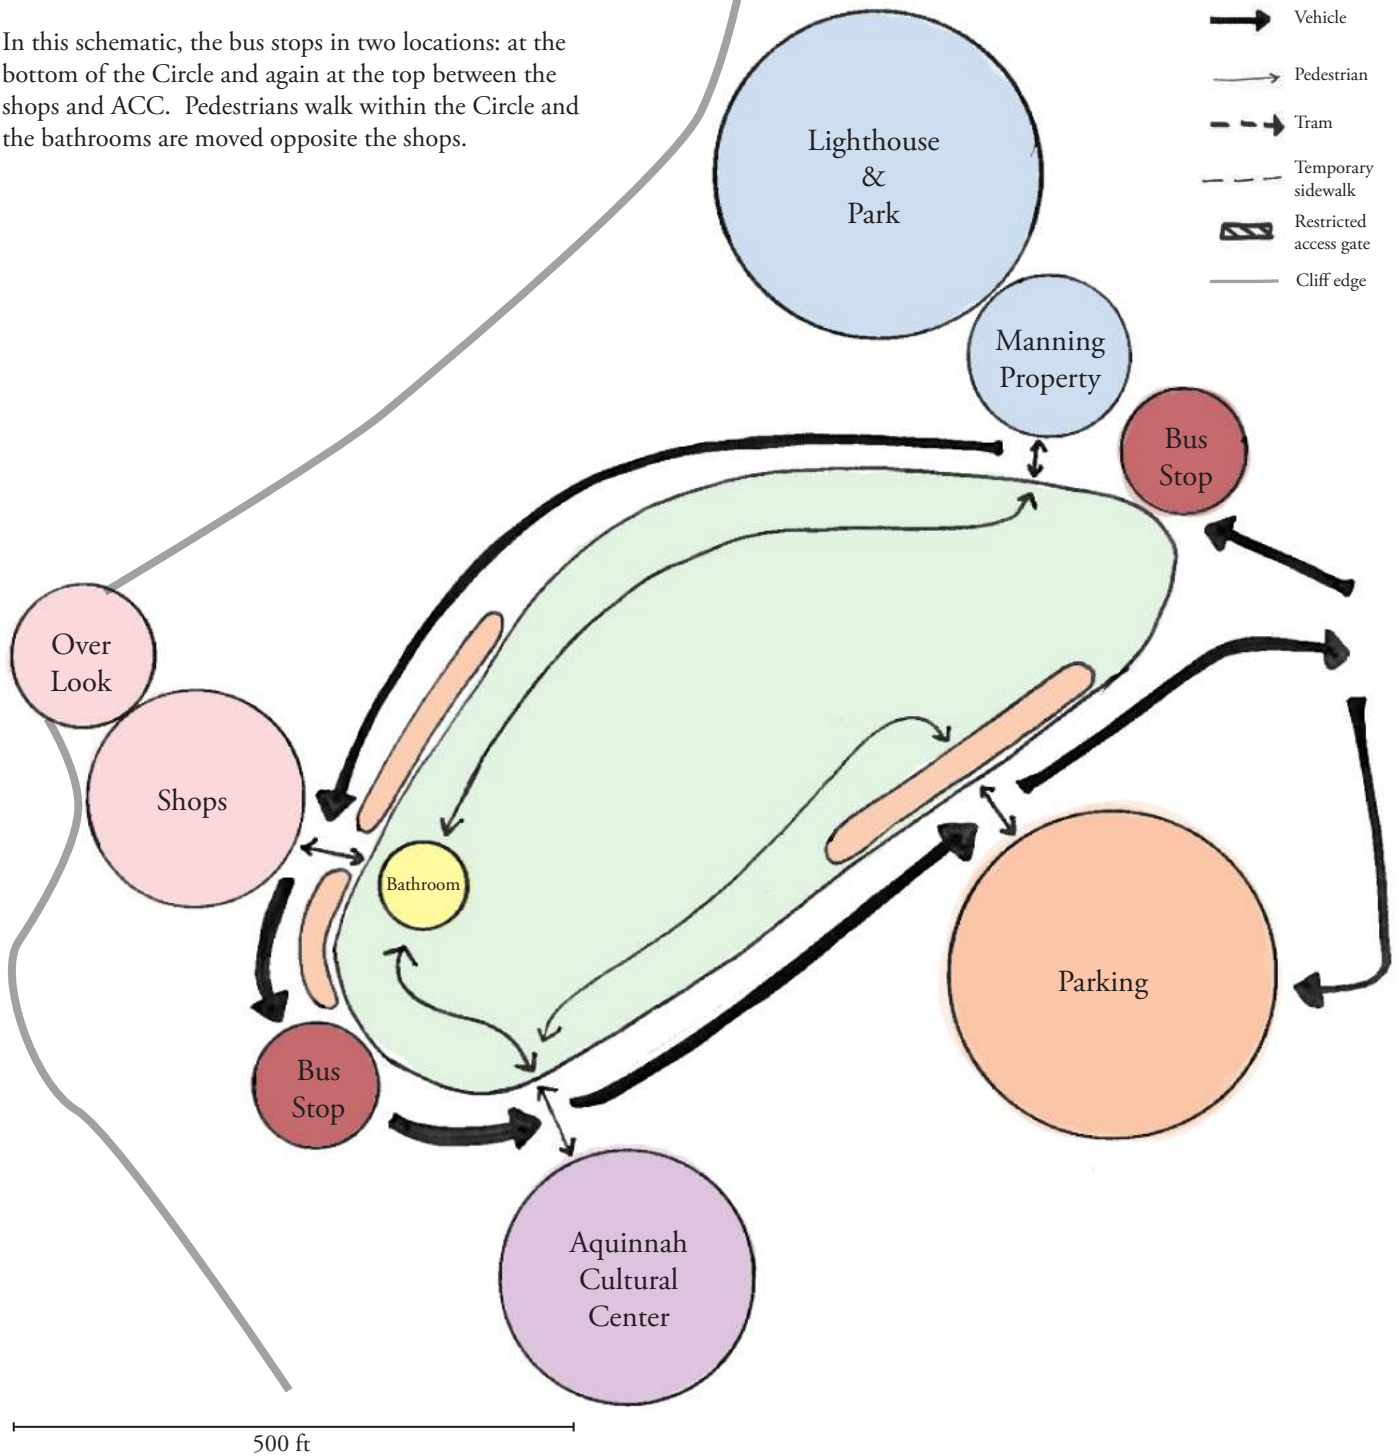 In this schematic, the bus stops in two locations: at the
bottom of the Circle and again at the top between the
shops and ACC.  Pedestrians walk within the Circle and
the bathrooms are moved opposite the shops.
Vehicle
Pedestrian
Tram
Temporary
sidewalk
Restricted
access gate
Cliff edge
Lighthouse
&
Park
Manning
Property
Bus
Stop
Over
Look
Shops
Bathroom
Parking
Bus
Stop
Aquinnah
Cultural
Center
500 ft